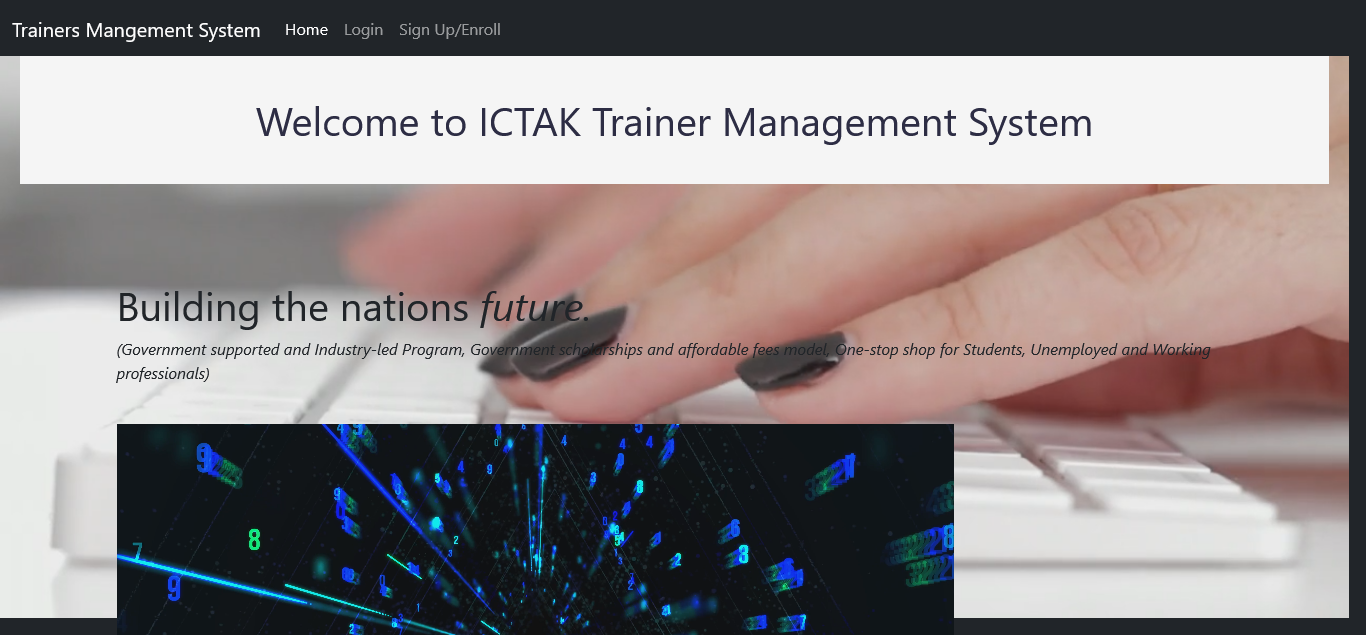 Trainers Mangement System Home Login Sign Up/Enroll
Welcome to ICTAK Trainer Management System
Building the nations future.
(Government supported and Industry-led Program, Government scholarships and affordable fees model, One-stop shop for Students, Unemployed and Working
professionals)